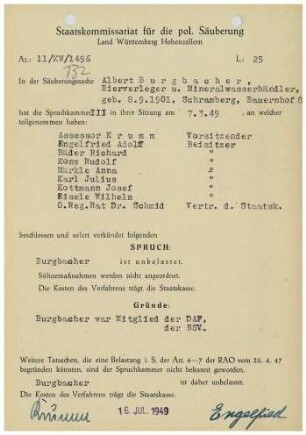 Staatskommissariat für die pol. Säuberung
Land Württemberg Hohenzollern
Az.: 11/KV/1496
L: 25
132
In der Säuberungssache Albert Burgbacher,
Bierverleger u. Mineralwasserhändler,
geb. 8.9.1901, Schramberg, Bauernhof 8
hat die Spruchkammer III in ihrer Sitzung am 7.3.49, an welcher
teilgenommen haben:
Assessor Krumm Vorsitzender
Engelfried Adolf Beisitzer
Bäder Richard "
Kons Rudolf "
Märkle Anna "
Karl Julius "
Kottmann Josef "
Eisele Wilhelm "
O.Reg.Rat Dr. Schmid Vertr. d. Staatsk.
beschlossen und sofort verkündet folgenden
SPRUCH:
Burgbacher ist unbelastet.
Sühnemaßnahmen werden nicht angeordnet.
Die Kosten des Verfahrens trägt die Staatskasse.
Gründe:
Burgbacher war Mitglied der DAF,
der NSV.
Weitere Tatsachen, die eine Belastung i. S. der Art. 4—7 der RAO vom 26. 4. 47
begründen könnten, sind der Spruchkammer nicht bekannt geworden.
Burgbacher ist daher unbelastet.
Die Kosten des Verfahrens trägt die Staatskasse.
Krumm 16 JUL. 1949 Engelfried